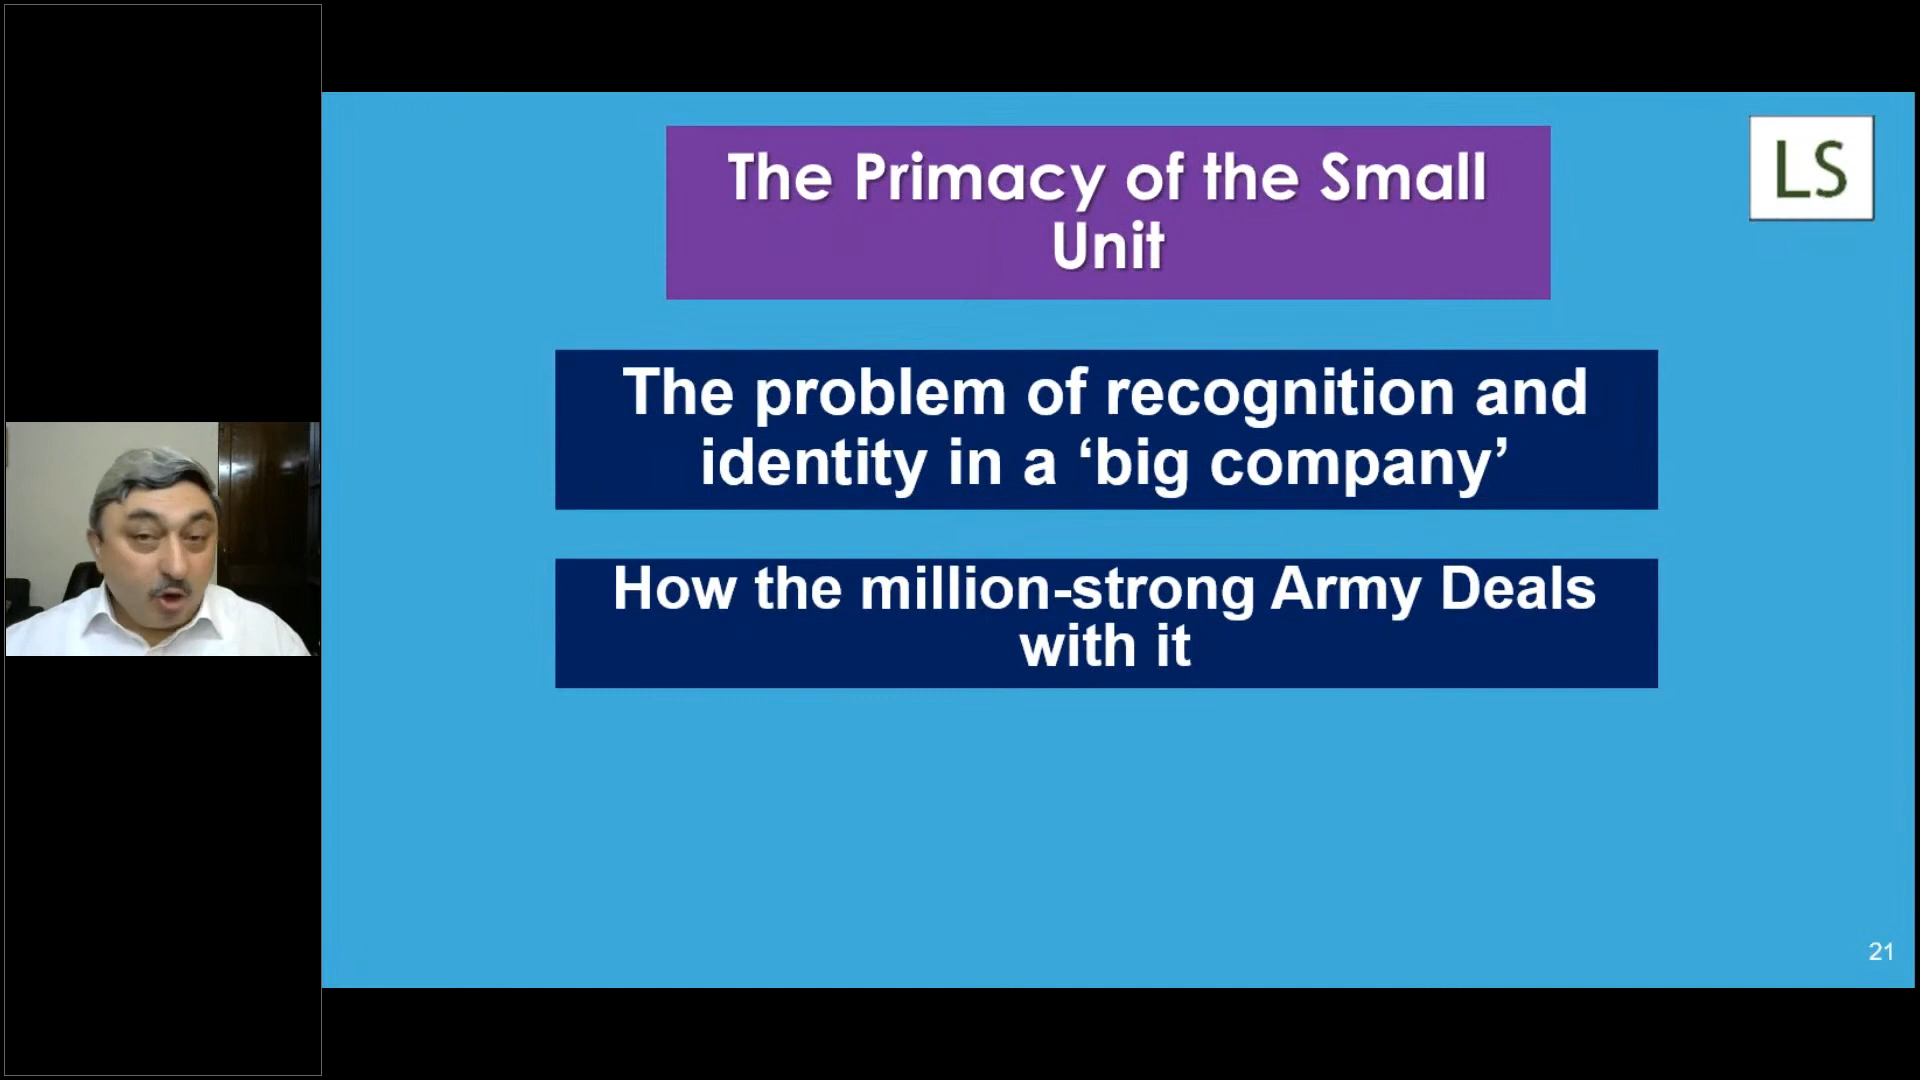 The Primacy of the Small
Unit
LS
The problem of recognition and
identity in a ‘big company’
How the million-strong Army Deals
with it
21